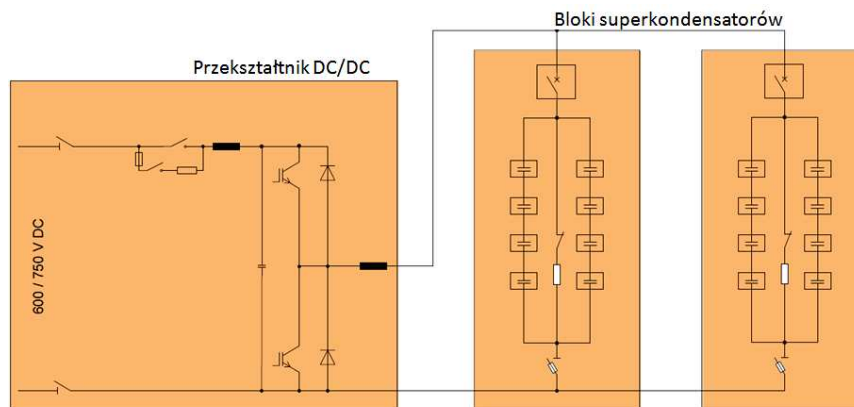 Bloki superkondensatorów
Przekształtnik DC/DC
600 / 750 V DC